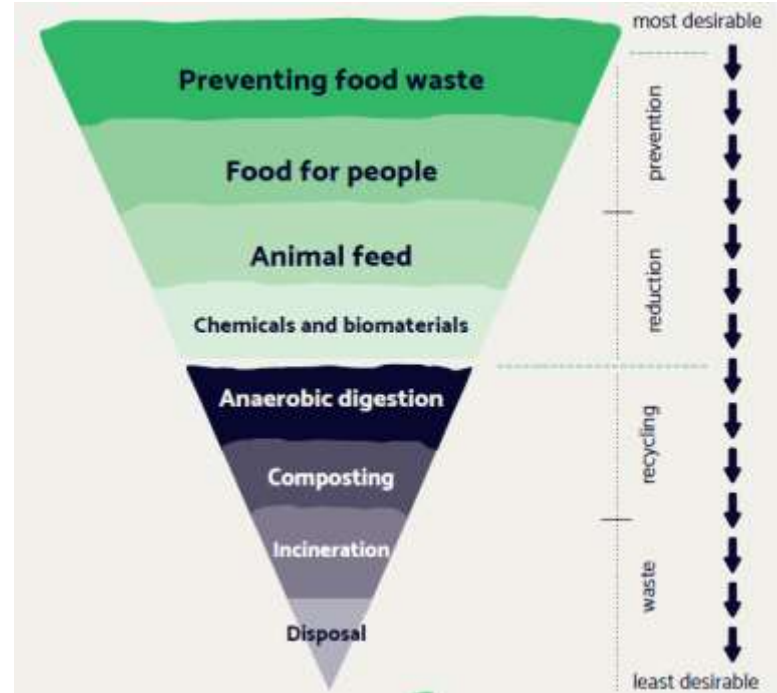 most desirable
Preventing food waste
Food for people
prevention
Animal feed
Chemicals and biomaterials
reduction
Anaerobic digestion
Composting
recycling
Incineration
Disposal
waste
least desirable